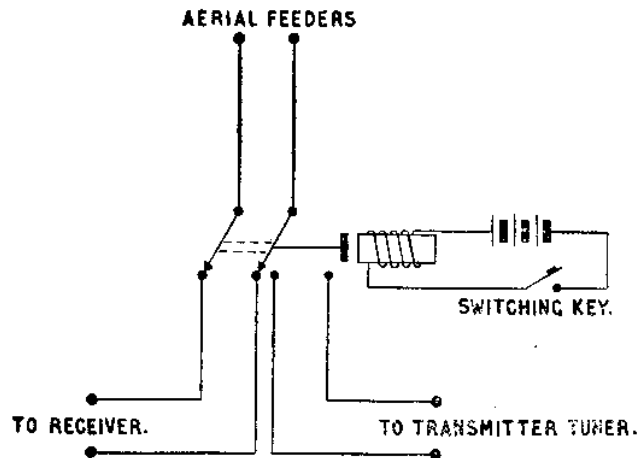 AERIAL FEEDERS
SWITCHING KEY.
TO RECEIVER.
TO TRANSMITTER TUNER.